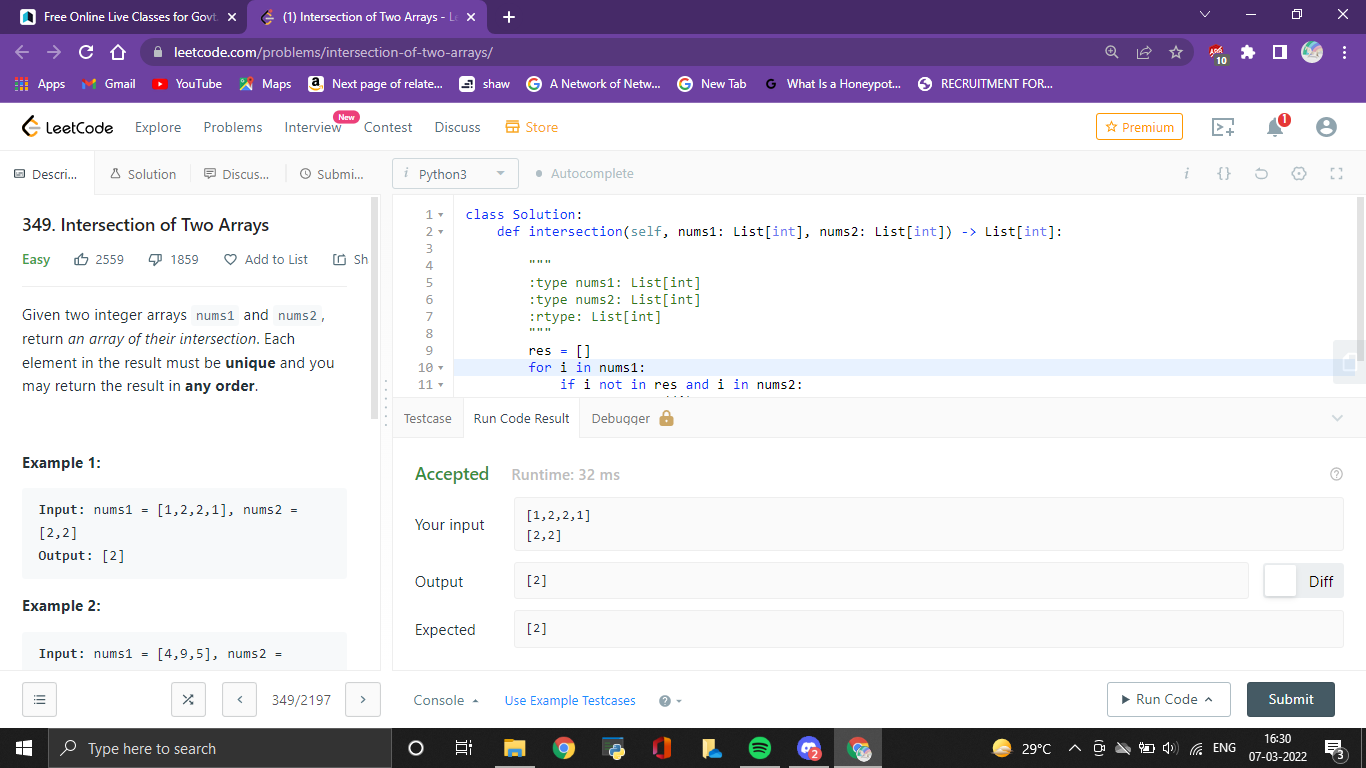 Free Online Live Classes for Govt
(1) Intersection of Two Arrays - Le
leetcode.com/problems/intersection-of-two-arrays/
10
Apps Gmail YouTube Maps Next page of relate... shaw A Network of Netw... New Tab What Is a Honeypot... RECRUITMENT FOR...
LeetCode Explore Problems Interview New Contest Discuss Store Premium 1
Descri... Solution Discus... Submi... i Python3 Autocomplete i {}
349. Intersection of Two Arrays
Easy 2559 1859 Add to List Sh
Given two integer arrays nums1 and nums2 ,
return an array of their intersection. Each
element in the result must be unique and you
may return the result in any order.
Example 1:
Input: nums1 = [1,2,2,1], nums2 =
[2,2]
Output: [2]
Example 2:
Input: nums1 = [4,9,5], nums2 =
1 class Solution:
2 def intersection(self, nums1: List[int], nums2: List[int]) -> List[int]:
3
4 """
5 :type nums1: List[int]
6 :type nums2: List[int]
7 :rtype: List[int]
8 """
9 res = []
10 for i in nums1:
11 if i not in res and i in nums2:
Testcase Run Code Result Debugger
Accepted Runtime: 32 ms
Your input
[1,2,2,1]
[2,2]
Output [2] Diff
Expected [2]
349/2197 Console Use Example Testcases Run Code Submit
Type here to search
2
29°C
ENG
16:30
07-03-2022
3